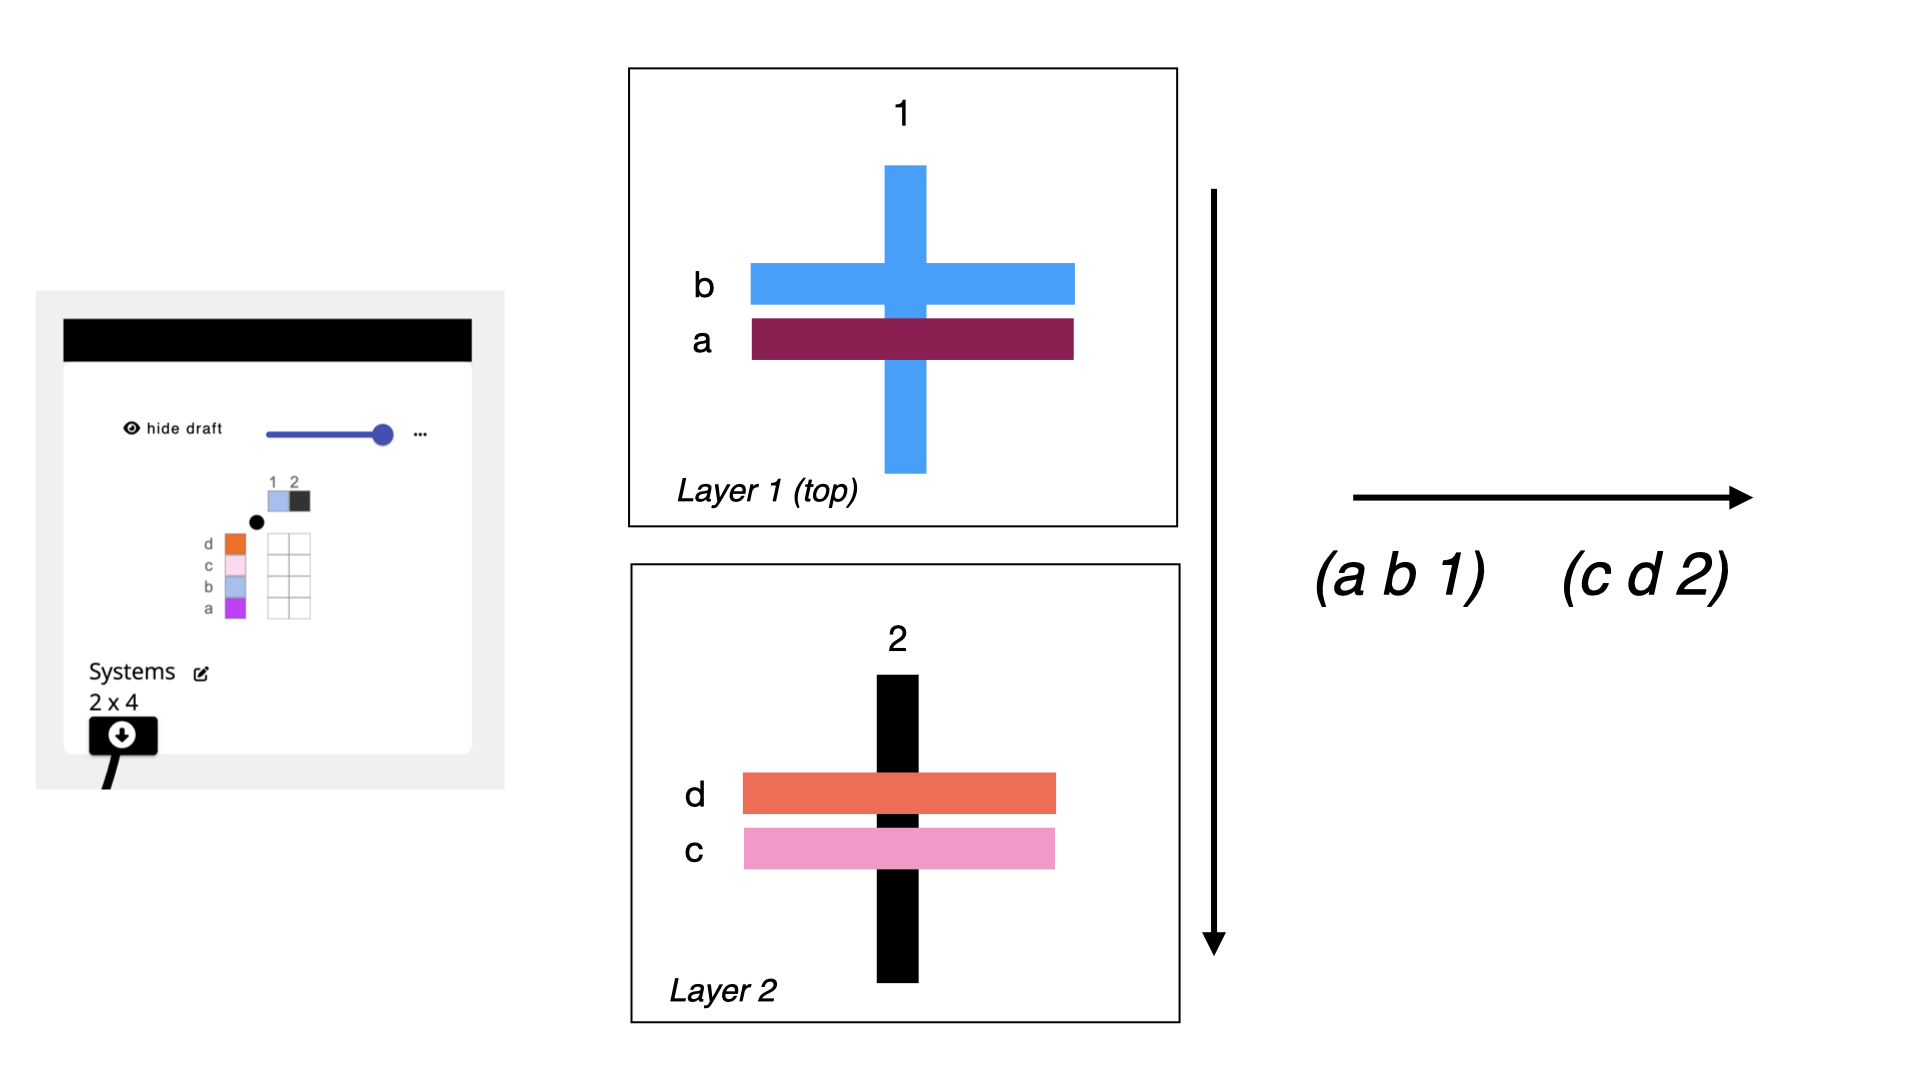 hide draft
...
1 2
d
c
b
a
Systems
2 x 4
1
b
a
Layer 1 (top)
2
d
c
Layer 2
(a b 1) (c d 2)